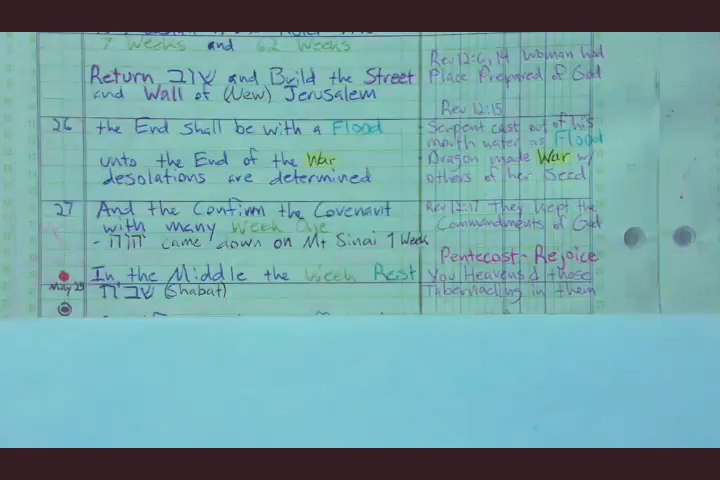 7 Weeks and 62 Weeks
Return שוב and Build the Street
and Wall of (New) Jerusalem
26 the End shall be with a Flood
unto the End of the War
desolations are determined
27 And the Confirm the Covenant
with many Week One
- יהוה came down on Mt Sinai 1 Week
In the Middle the Week Rest
May 25 שבת (Shabat)
Rev 12:6, 14 Woman had
Place Prepared of God
Rev 12:15
Serpent cast out of his
mouth water as Flood
Dragon made War w/
others of her Seed
Rev 12:17 They Kept the
Commandments of God
Pentecost - Rejoice
You Heavens & those
Tabernacling in them